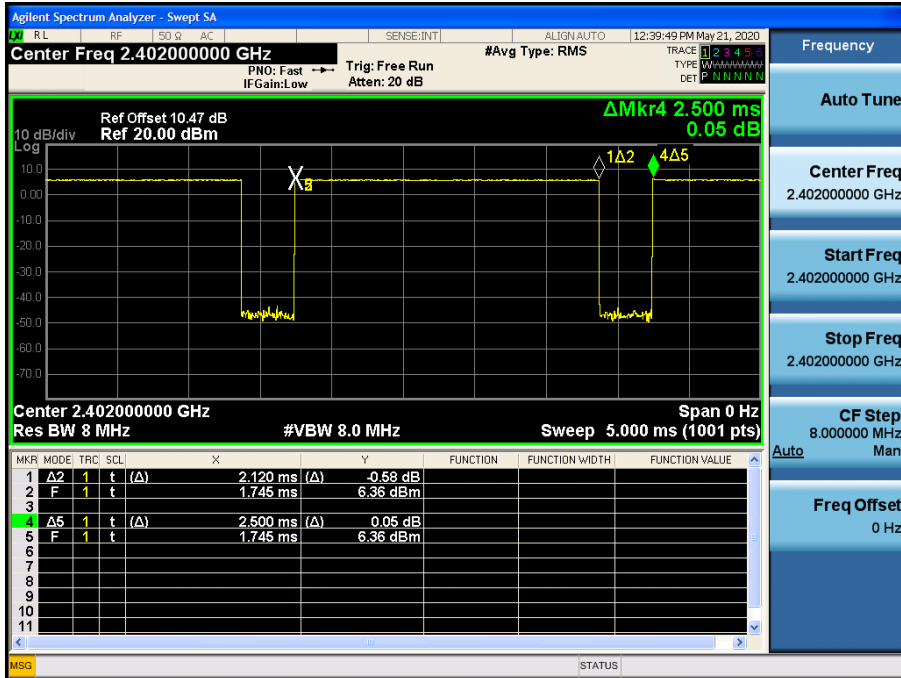 Agilent Spectrum Analyzer - Swept SA
LXI RL RF 50 Ω AC SENSE:INT ALIGN AUTO 12:39:49 PM May 21, 2020
Center Freq 2.402000000 GHz
#Avg Type: RMS
TRACE 1 2 3 4 5 6
TYPE WWWWWW
DET P N N N N N
PNO: Fast
IFGain:Low
Trig: Free Run
Atten: 20 dB
ΔMkr4 2.500 ms
0.05 dB
Ref Offset 10.47 dB
10 dB/div Ref 20.00 dBm
Log
10.0
0.00
-10.0
-20.0
-30.0
-40.0
-50.0
-60.0
-70.0
1Δ2
4Δ5
X
Center 2.402000000 GHz Span 0 Hz
Res BW 8 MHz #VBW 8.0 MHz Sweep 5.000 ms (1001 pts)
MKR MODE TRC SCL X Y FUNCTION FUNCTION WIDTH FUNCTION VALUE
1 Δ2 1 t (Δ) 2.120 ms (Δ) -0.58 dB
2 F 1 t 1.745 ms 6.36 dBm
3
4 Δ5 1 t (Δ) 2.500 ms (Δ) 0.05 dB
5 F 1 t 1.745 ms 6.36 dBm
6
7
8
9
10
11
MSG STATUS
Frequency
Auto Tune
Center Freq
2.402000000 GHz
Start Freq
2.402000000 GHz
Stop Freq
2.402000000 GHz
CF Step
8.000000 MHz
Auto Man
Freq Offset
0 Hz